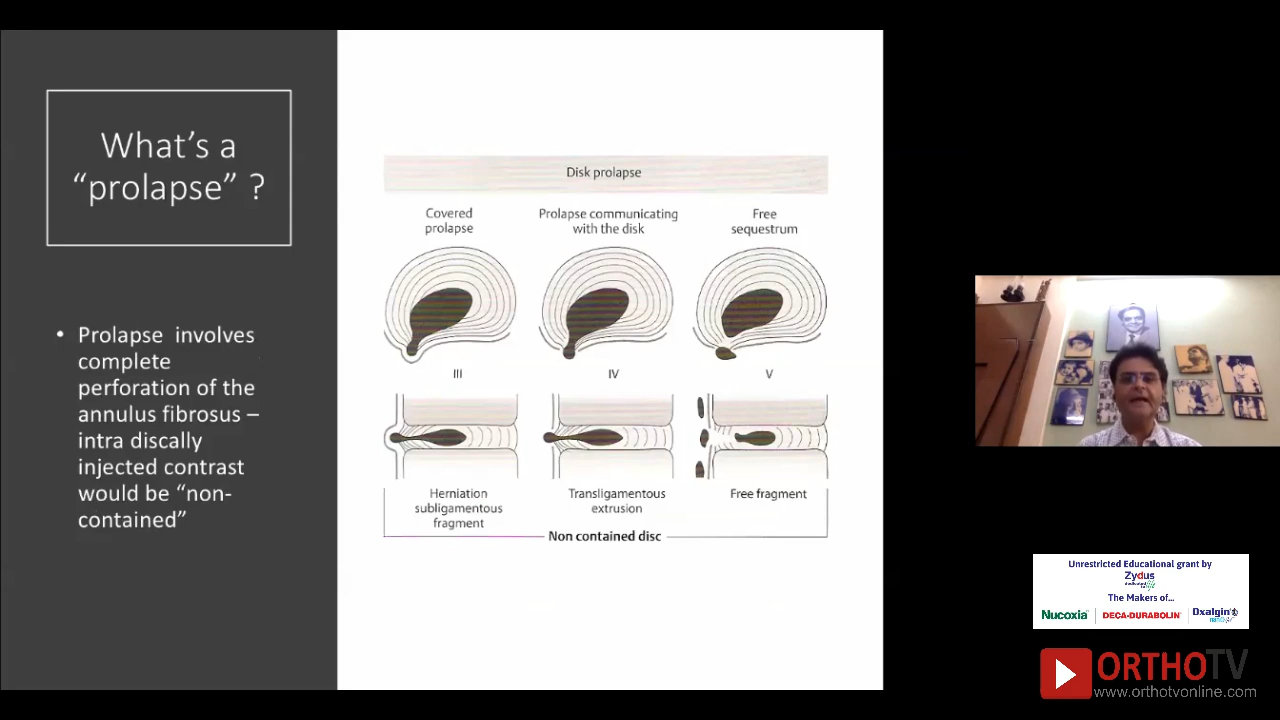 What's a
“prolapse” ?
• Prolapse involves
complete
perforation of the
annulus fibrosus –
intra discally
injected contrast
would be “non-
contained”
Disk prolapse
Covered
prolapse
Prolapse communicating
with the disk
Free
sequestrum
III
IV
V
Herniation
subligamentous
fragment
Transligamentous
extrusion
Free fragment
Non contained disc
Unrestricted Educational grant by
Zydus
dedicated
The Makers of...
Nucoxia
DECA-DURABOLIN
Dxalgin
ORTHOTV
www.orthotvonline.com